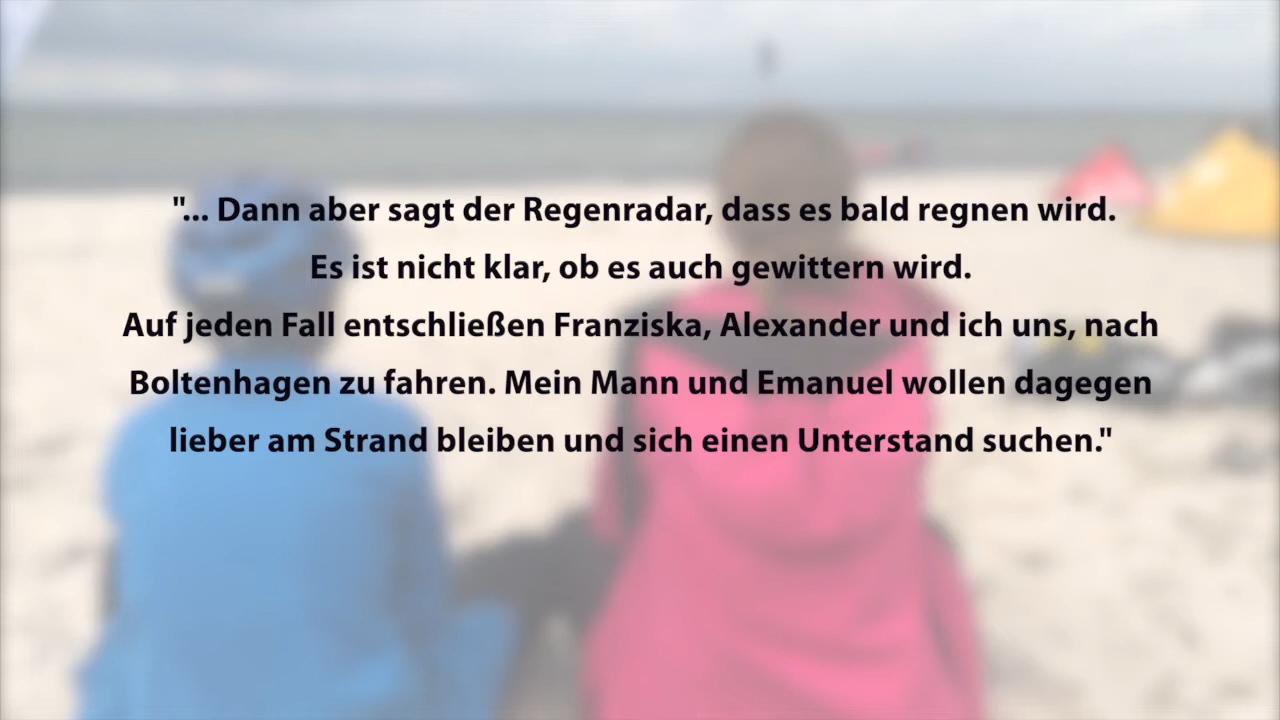 "... Dann aber sagt der Regenradar, dass es bald regnen wird.
Es ist nicht klar, ob es auch gewittern wird.
Auf jeden Fall entschließen Franziska, Alexander und ich uns, nach
Boltenhagen zu fahren. Mein Mann und Emanuel wollen dagegen
lieber am Strand bleiben und sich einen Unterstand suchen."